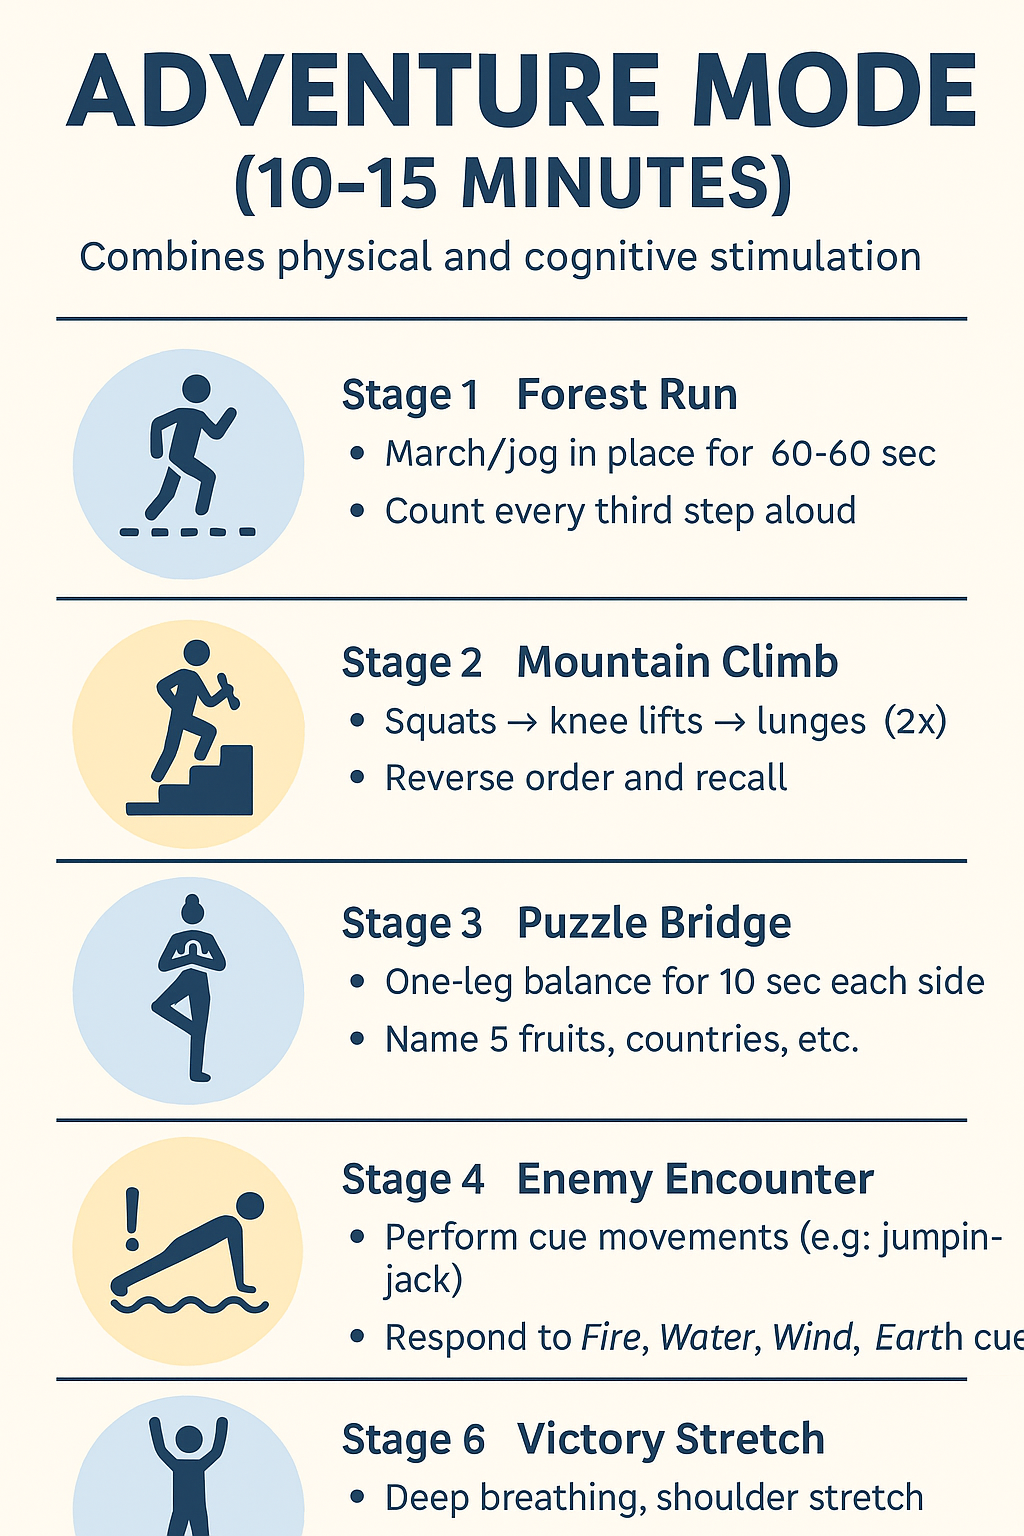 ADVENTURE MODE
(10-15 MINUTES)
Combines physical and cognitive stimulation
Stage 1 Forest Run
• March/jog in place for 60-60 sec
• Count every third step aloud
Stage 2 Mountain Climb
• Squats → knee lifts → lunges (2x)
• Reverse order and recall
Stage 3 Puzzle Bridge
• One-leg balance for 10 sec each side
• Name 5 fruits, countries, etc.
Stage 4 Enemy Encounter
• Perform cue movements (e.g: jumpin-
jack)
• Respond to Fire, Water, Wind, Earth cue
Stage 6 Victory Stretch
• Deep breathing, shoulder stretch